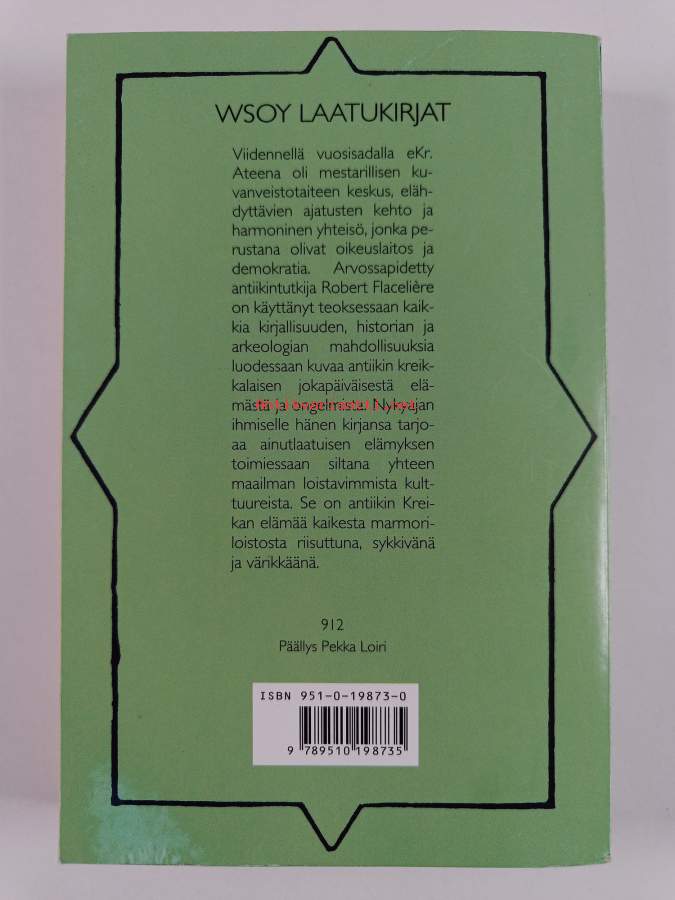 WSOY LAATUKIRJAT
Viidennellä vuosisadalla eKr.
Ateena oli mestarillisen ku-
vanveistotaiteen keskus, eläh-
dyttävien ajatusten kehto ja
harmoninen yhteisö, jonka pe-
rustana olivat oikeuslaitos ja
demokratia. Arvossapidetty
antiikintutkija Robert Flacelière
on käyttänyt teoksessaan kaik-
kia kirjallisuuden, historian ja
arkeologian mahdollisuuksia
luodessaan kuvaa antiikin kreik-
kalaisen jokapäiväisestä elä-
mästä ja ongelmista. Nykyajan
ihmiselle hänen kirjansa tarjo-
aa ainutlaatuisen elämyksen
toimiessaan siltana yhteen
maailman loistavimmista kult-
tuureista. Se on antiikin Krei-
kan elämää kaikesta marmori-
loistosta riisuttuna, sykkivänä
ja värikkäänä.
912
Päällys Pekka Loiri
ISBN 951-0-19873-0
9 789510 198735